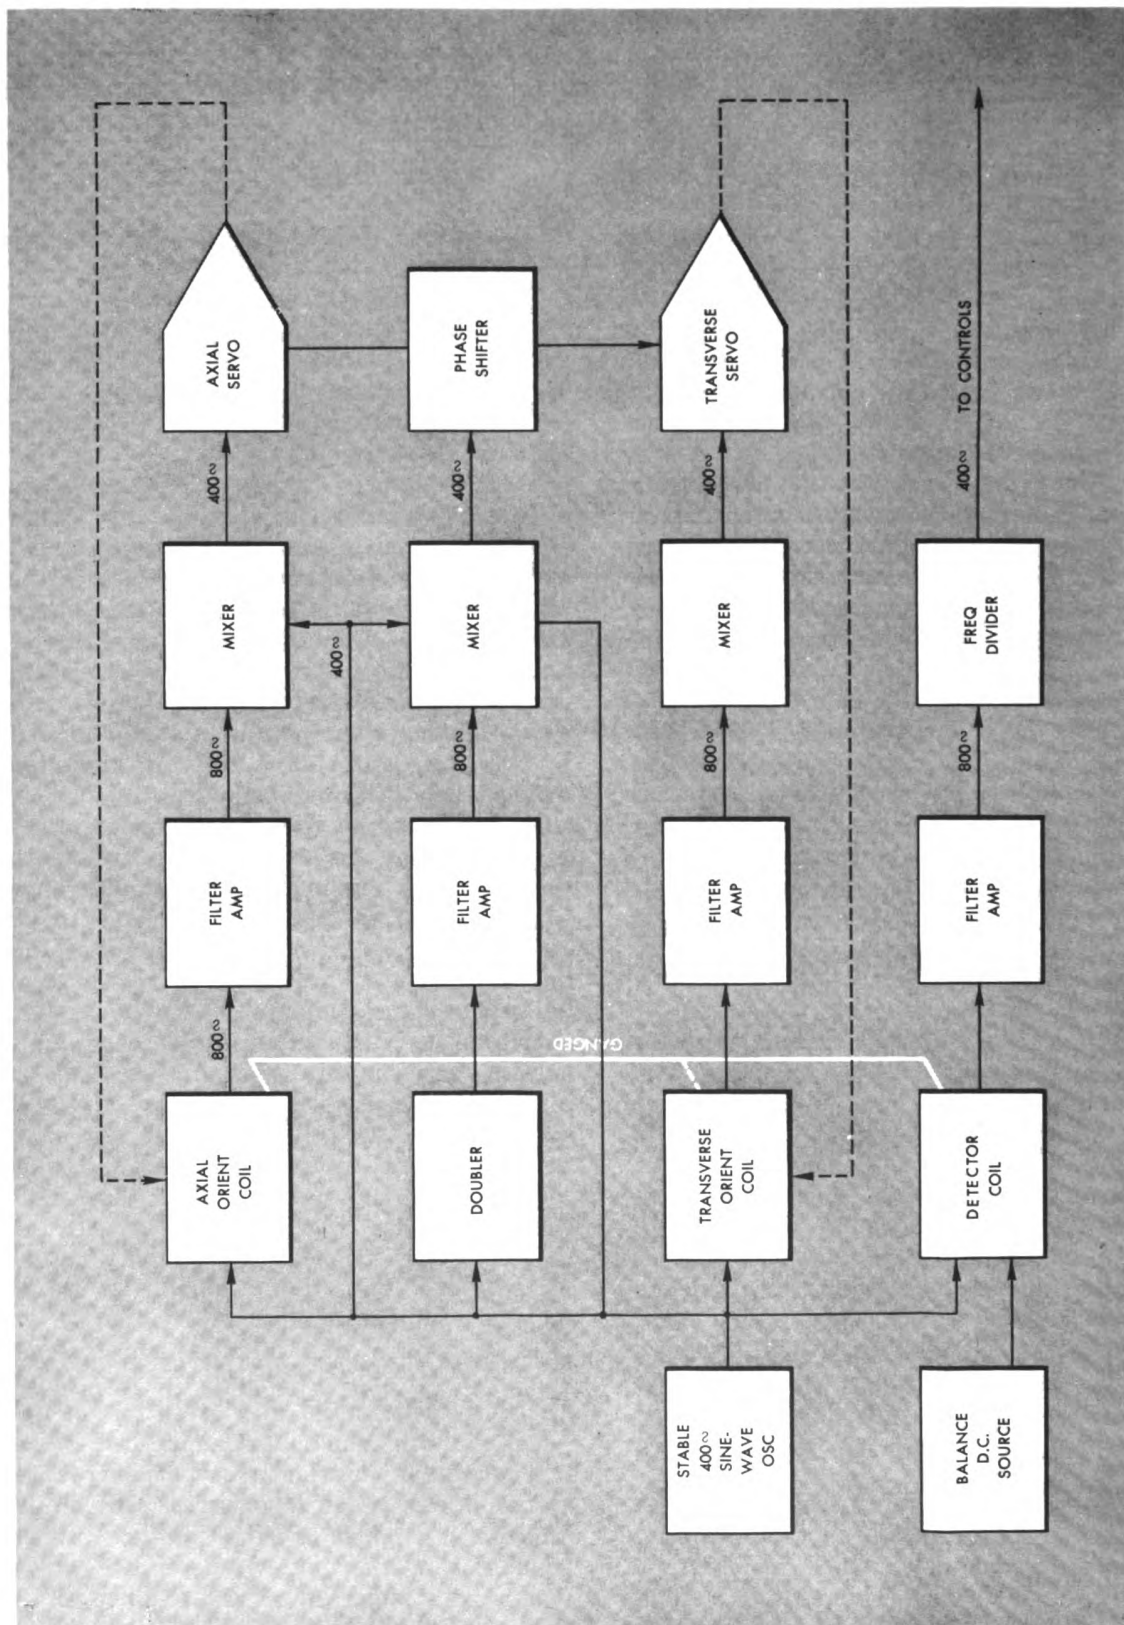 AXIAL
SERVO
400∾
MIXER
800∾
FILTER
AMP
800∾
AXIAL
ORIENT
COIL
PHASE
SHIFTER
400∾
MIXER
400∾
800∾
FILTER
AMP
DOUBLER
GANGED
TRANSVERSE
SERVO
400∾
MIXER
800∾
FILTER
AMP
TRANSVERSE
ORIENT
COIL
STABLE
400∾
SINE-
WAVE
OSC
400∾ TO CONTROLS
FREQ
DIVIDER
800∾
FILTER
AMP
DETECTOR
COIL
BALANCE
D.C.
SOURCE